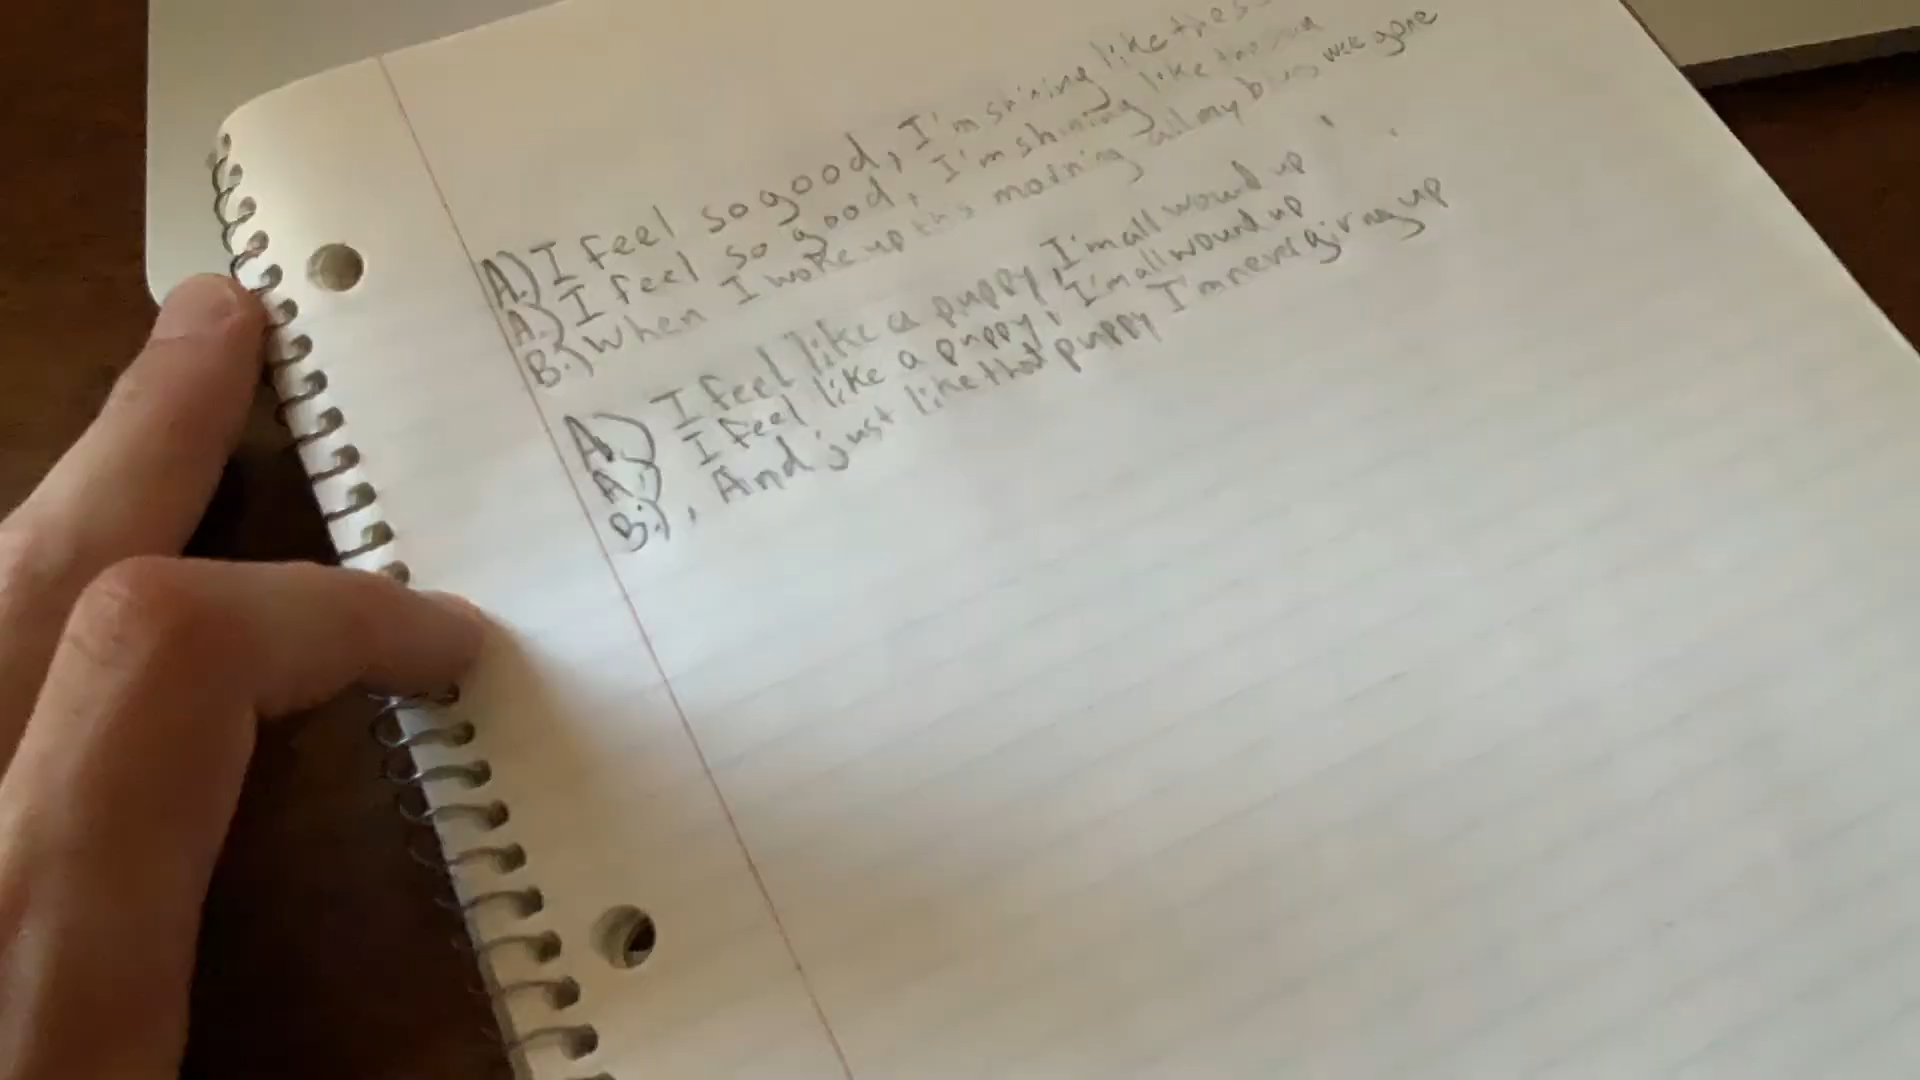 A.) I feel so good, I'm shining like the s
A.) I feel so good, I'm shining like the sun
B.) When I woke up this morning all my blues were gone
A.) I feel like a puppy, I'm all wound up
A.) I feel like a puppy, I'm all wound up
B.), And just like that puppy I'm never giving up